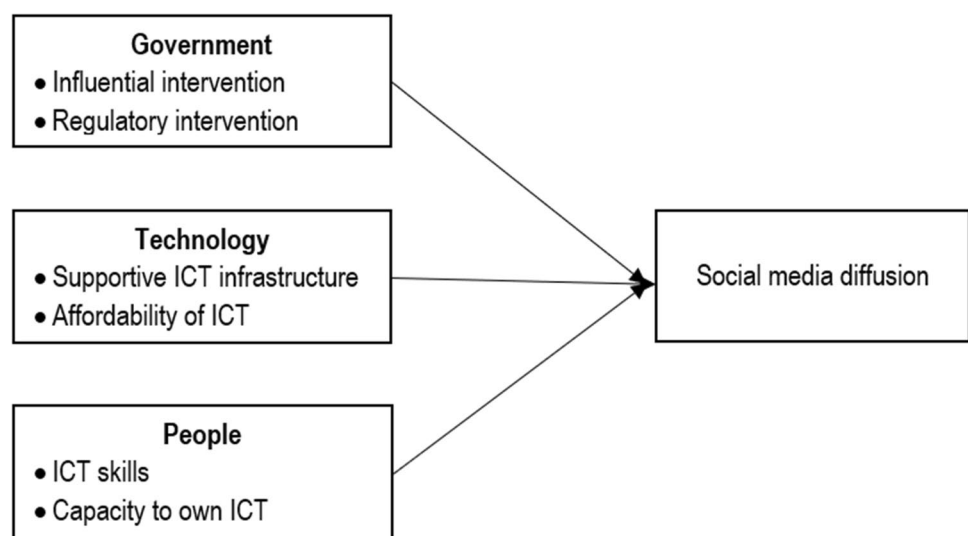 Government
• Influential intervention
• Regulatory intervention
Technology
• Supportive ICT infrastructure
• Affordability of ICT
People
• ICT skills
• Capacity to own ICT
Social media diffusion